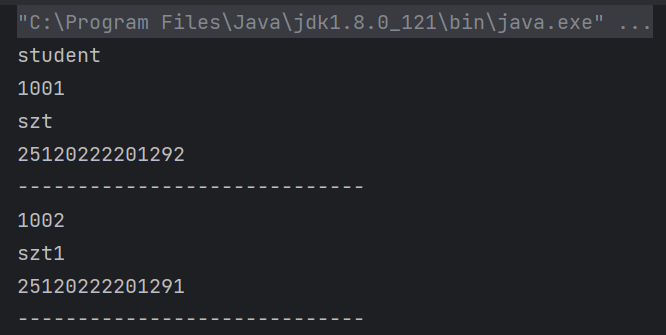 "C:\Program Files\Java\jdk1.8.0_121\bin\java.exe" ...
student
1001
szt
25120222201292
-----------------------------
1002
szt1
25120222201291
-----------------------------